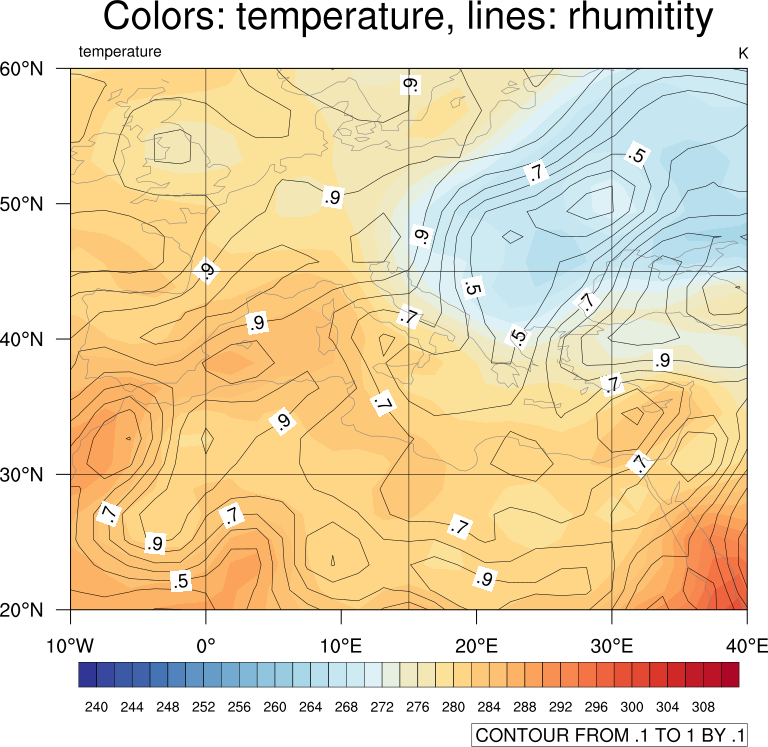 Colors: temperature, lines: rhumitity
temperature K
60°N
.9
.7
.5
50°N
.9
.9
.9
.5
.7
.9
.7
.5
40°N
.9
.7
.7
.9
.7
30°N
.7
.7
.7
.9
.9
.5
20°N
10°W 0° 10°E 20°E 30°E 40°E
240 244 248 252 256 260 264 268 272 276 280 284 288 292 296 300 304 308
CONTOUR FROM .1 TO 1 BY .1